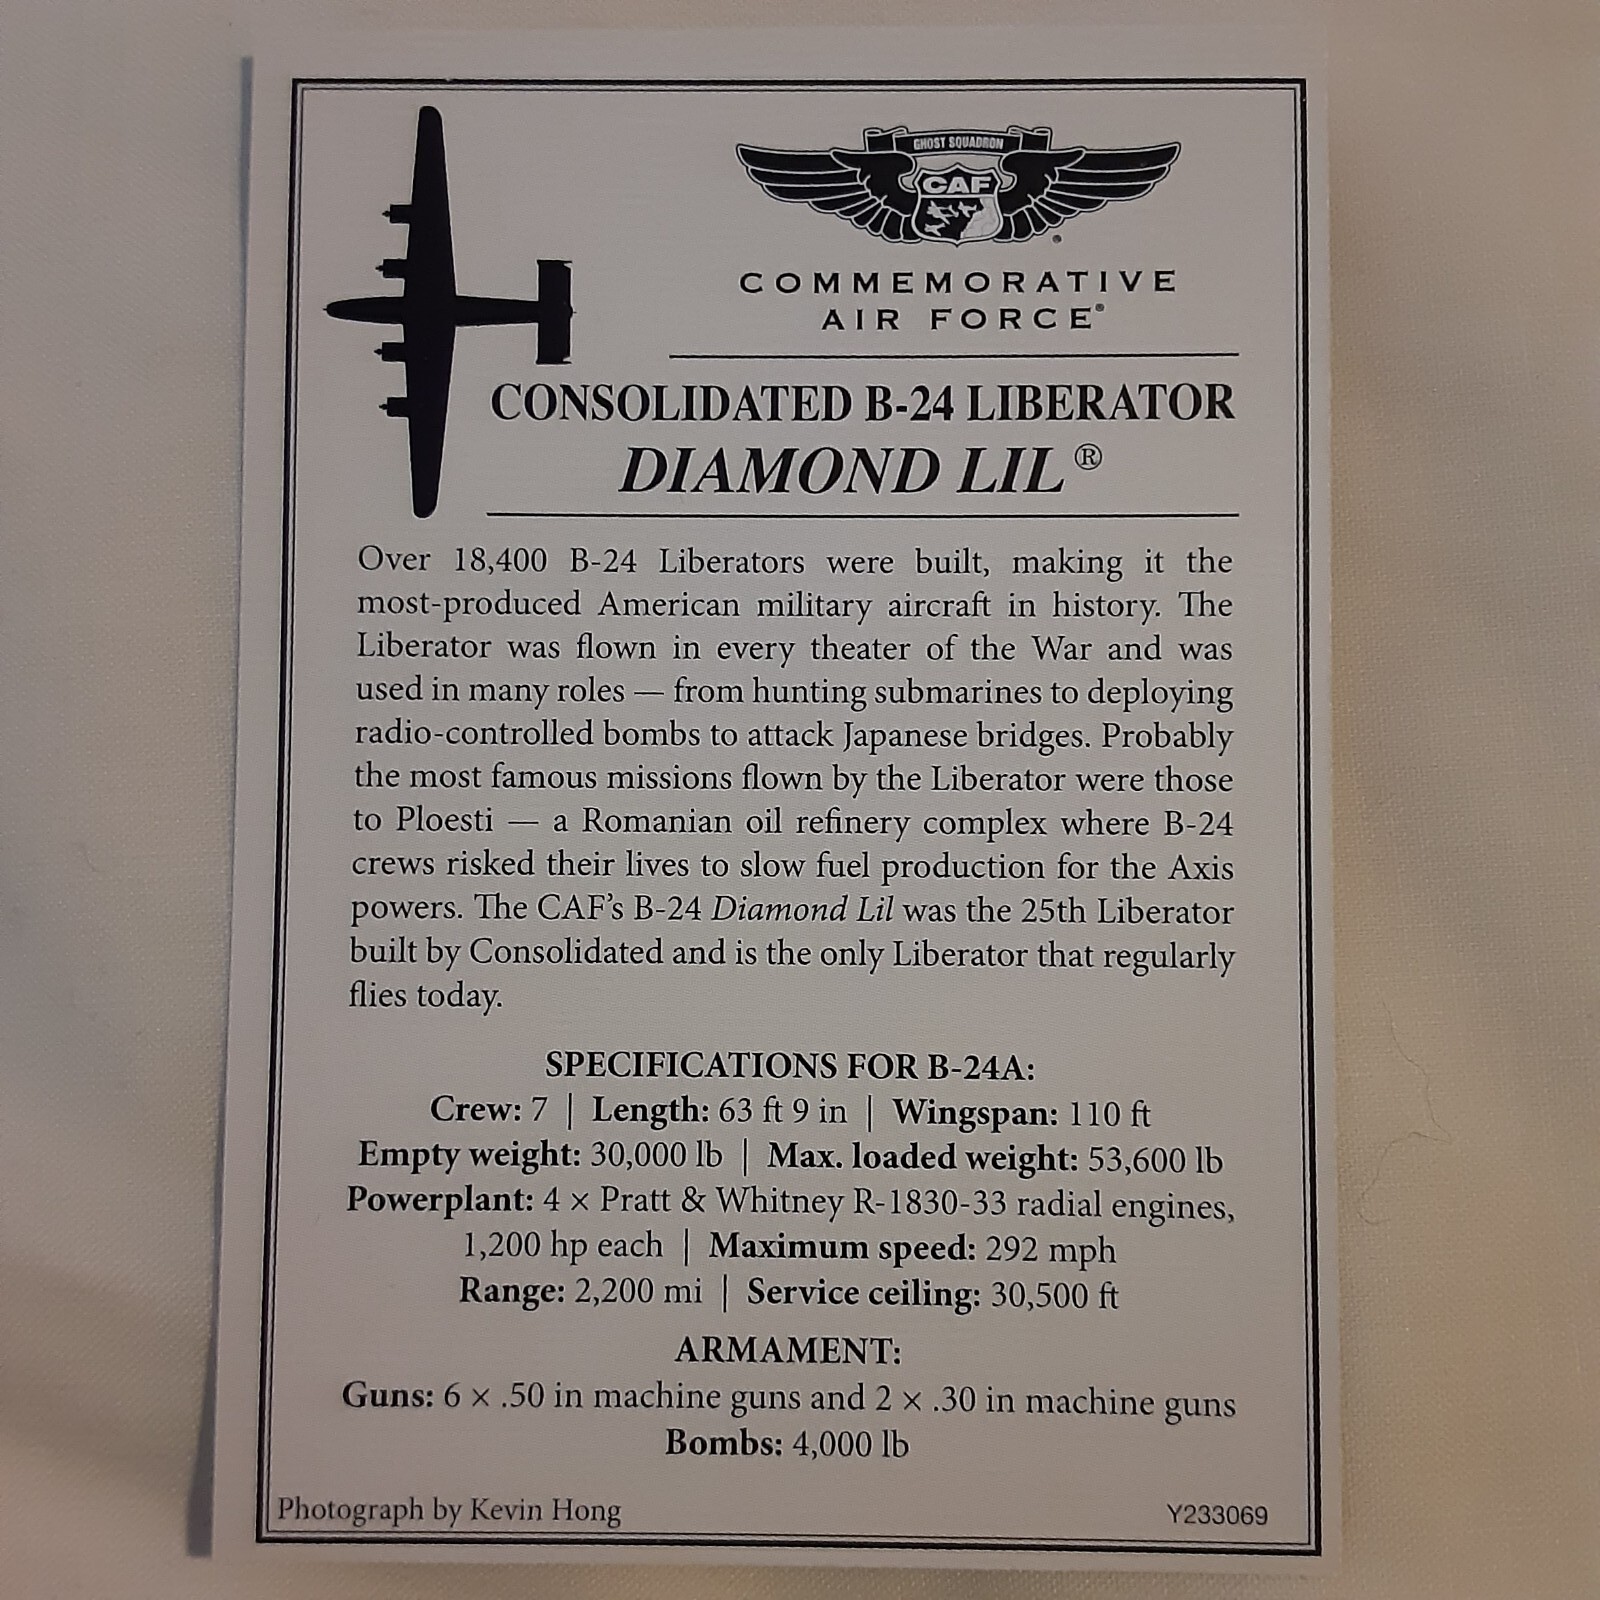 GHOST SQUADRON
CAF
COMMEMORATIVE
AIR FORCE®
CONSOLIDATED B-24 LIBERATOR
DIAMOND LIL®
Over 18,400 B-24 Liberators were built, making it the
most-produced American military aircraft in history. The
Liberator was flown in every theater of the War and was
used in many roles — from hunting submarines to deploying
radio-controlled bombs to attack Japanese bridges. Probably
the most famous missions flown by the Liberator were those
to Ploesti — a Romanian oil refinery complex where B-24
crews risked their lives to slow fuel production for the Axis
powers. The CAF's B-24 Diamond Lil was the 25th Liberator
built by Consolidated and is the only Liberator that regularly
flies today.
SPECIFICATIONS FOR B-24A:
Crew: 7 | Length: 63 ft 9 in | Wingspan: 110 ft
Empty weight: 30,000 lb | Max. loaded weight: 53,600 lb
Powerplant: 4 × Pratt & Whitney R-1830-33 radial engines,
1,200 hp each | Maximum speed: 292 mph
Range: 2,200 mi | Service ceiling: 30,500 ft
ARMAMENT:
Guns: 6 × .50 in machine guns and 2 × .30 in machine guns
Bombs: 4,000 lb
Photograph by Kevin Hong
Y233069